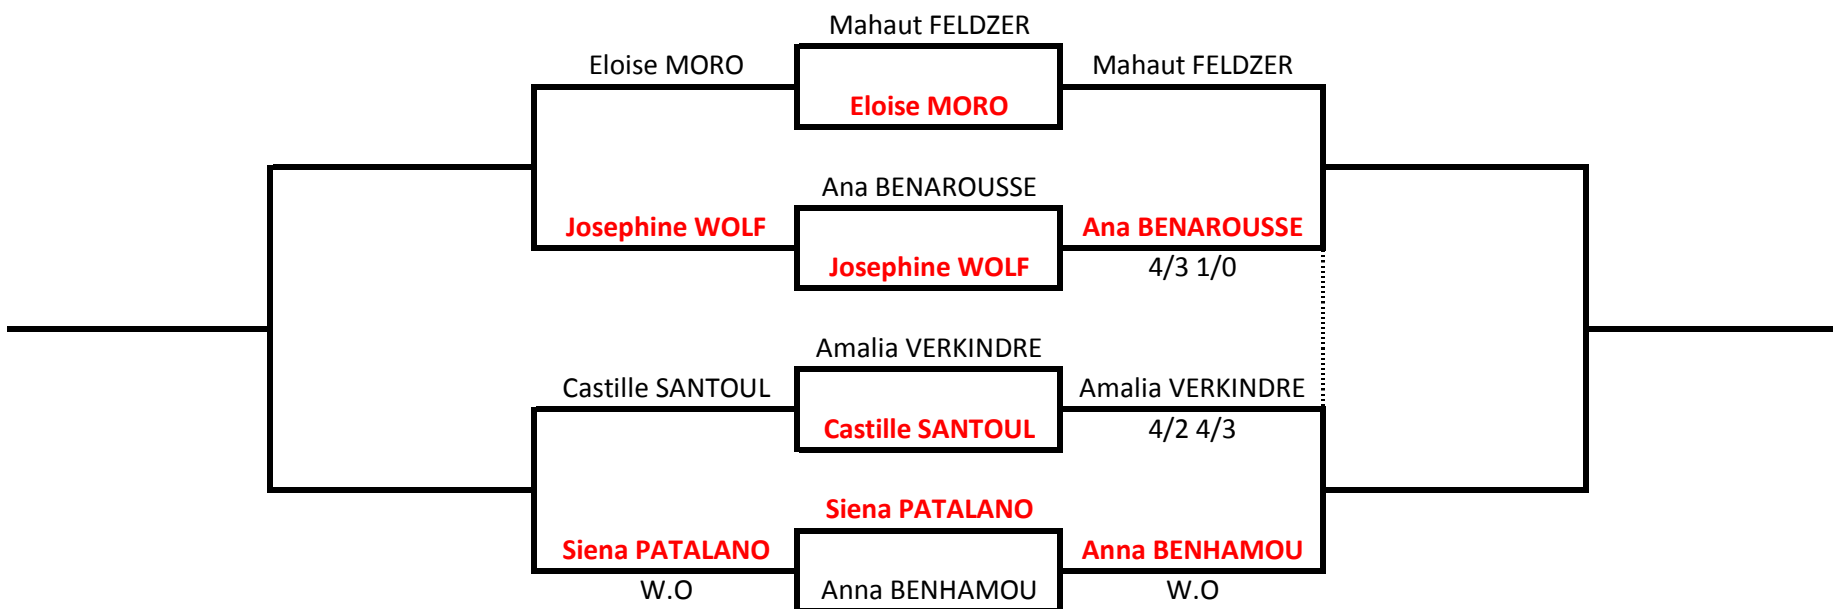 Mahaut FELDZER
Eloise MORO
Mahaut FELDZER
Eloise MORO
Ana BENAROUSSE
Josephine WOLF
Ana BENAROUSSE
Josephine WOLF
4/3 1/0
Amalia VERKINDRE
Castille SANTOUL
Amalia VERKINDRE
Castille SANTOUL
4/2 4/3
Siena PATALANO
Siena PATALANO
Anna BENHAMOU
W.O
Anna BENHAMOU
W.O